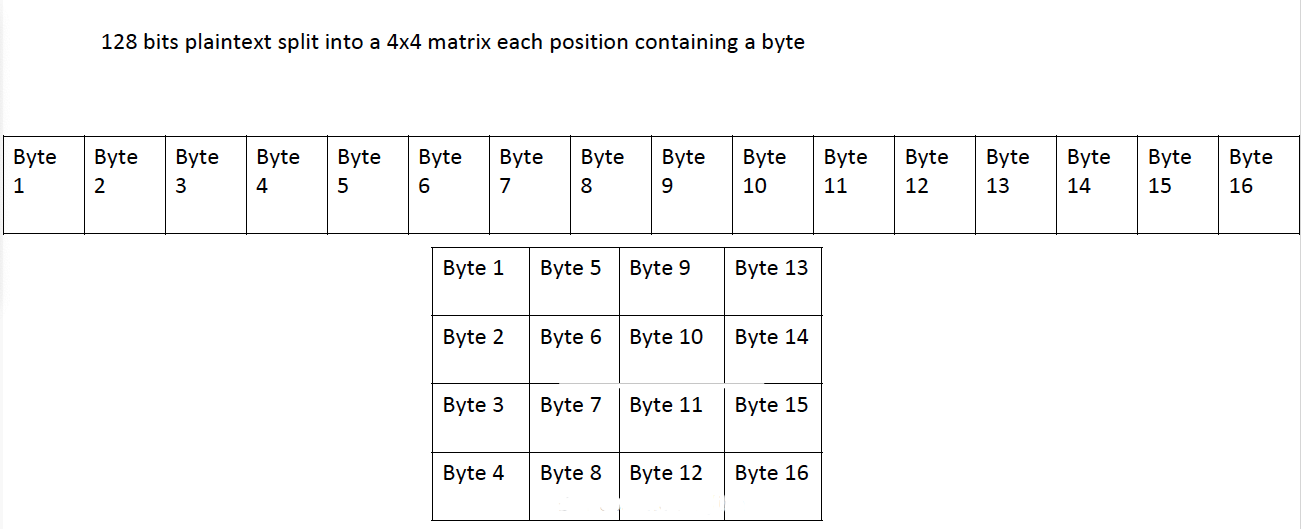 128 bits plaintext split into a 4x4 matrix each position containing a byte
Byte Byte Byte Byte Byte Byte Byte Byte Byte Byte Byte Byte Byte Byte Byte Byte
1 2 3 4 5 6 7 8 9 10 11 12 13 14 15 16
Byte 1 Byte 5 Byte 9 Byte 13
Byte 2 Byte 6 Byte 10 Byte 14
Byte 3 Byte 7 Byte 11 Byte 15
Byte 4 Byte 8 Byte 12 Byte 16